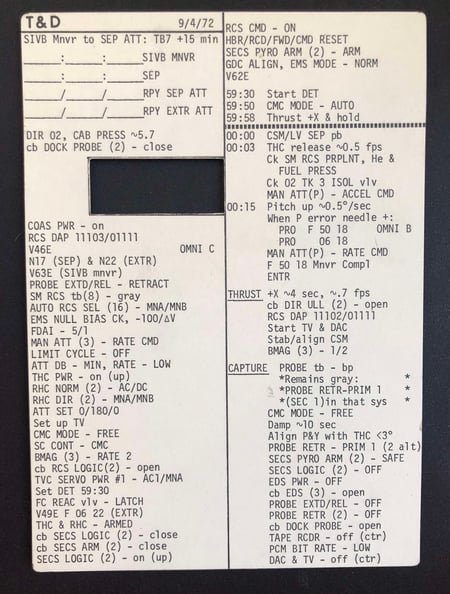 T&D 9/4/72
SIVB Mnvr to SEP ATT: TB7 +15 min
______:______:______SIVB MNVR
______:______:______SEP
______/______/______RPY SEP ATT
______/______/______RPY EXTR ATT
DIR O2, CAB PRESS ~5.7
cb DOCK PROBE (2) - close
COAS PWR - on
RCS DAP 11103/01111
V46E OMNI C
N17 (SEP) & N22 (EXTR)
V63E (SIVB mnvr)
PROBE EXTD/REL - RETRACT
SM RCS tb(8) - gray
AUTO RCS SEL (16) - MNA/MNB
EMS NULL BIAS CK, -100/ΔV
FDAI - 5/1
MAN ATT (3) - RATE CMD
LIMIT CYCLE - OFF
ATT DB - MIN, RATE - LOW
THC PWR - on (up)
RHC NORM (2) - AC/DC
RHC DIR (2) - MNA/MNB
ATT SET 0/180/0
Set up TV
CMC MODE - FREE
SC CONT - CMC
BMAG (3) - RATE 2
cb RCS LOGIC(2) - open
TVC SERVO PWR #1 - AC1/MNA
Set DET 59:30
FC REAC vlv - LATCH
V49E F 06 22 (EXTR)
THC & RHC - ARMED
cb SECS LOGIC (2) - close
cb SECS ARM (2) - close
SECS LOGIC (2) - on (up)
RCS CMD - ON
HBR/RCD/FWD/CMD RESET
SECS PYRO ARM (2) - ARM
GDC ALIGN, EMS MODE - NORM
V62E
59:30 Start DET
59:50 CMC MODE - AUTO
59:58 Thrust +X & hold
00:00 CSM/LV SEP pb
00:03 THC release ~0.5 fps
Ck SM RCS PRPLNT, He &
FUEL PRESS
Ck O2 TK 3 ISOL vlv
MAN ATT(P) - ACCEL CMD
00:15 Pitch up ~0.5°/sec
When P error needle +:
PRO F 50 18 OMNI B
PRO 06 18
MAN ATT(P) - RATE CMD
F 50 18 Mnvr Compl
ENTR
THRUST +X ~4 sec, ~.7 fps
cb DIR ULL (2) - open
RCS DAP 11102/01111
Start TV & DAC
Stab/align CSM
BMAG (3) - 1/2
CAPTURE PROBE tb - bp
*Remains gray: *
*PROBE RETR-PRIM 1 *
*(SEC 1)in that sys *
CMC MODE - FREE
Damp ~10 sec
Align P&Y with THC <3°
PROBE RETR - PRIM 1 (2 alt)
SECS PYRO ARM (2) - SAFE
SECS LOGIC (2) - OFF
EDS PWR - OFF
cb EDS (3) - open
PROBE EXTD/REL - OFF
PROBE RETR (2) - OFF
cb DOCK PROBE - open
TAPE RCDR - off (ctr)
PCM BIT RATE - LOW
DAC & TV - off (ctr)